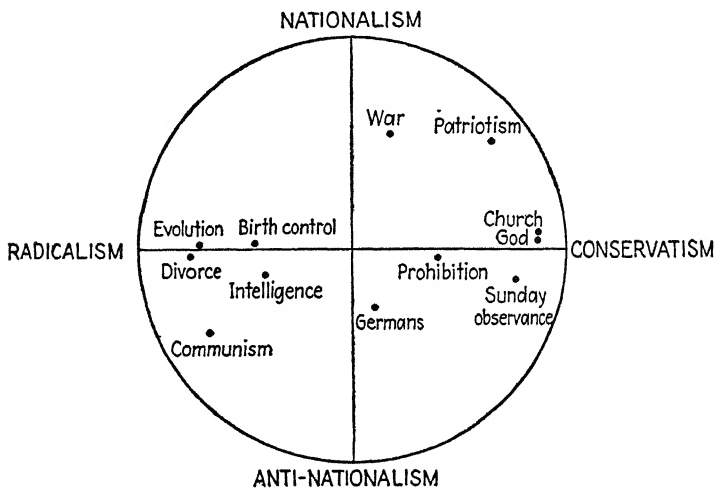 NATIONALISM
War
Patriotism
Church
Evolution
Birth control
God
RADICALISM
CONSERVATISM
Divorce
Prohibition
Intelligence
Sunday
observance
Germans
Communism
ANTI-NATIONALISM